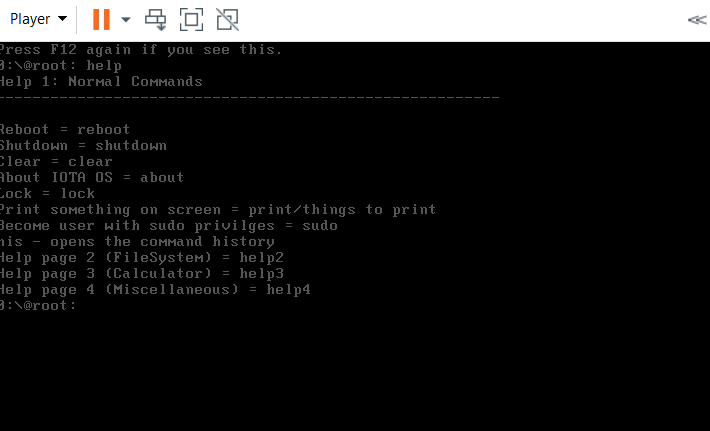 Player
Press F12 again if you see this.
0:\@root: help
Help 1: Normal Commands
--------------------------------------------------------------
Reboot = reboot
Shutdown = shutdown
Clear = clear
About IOTA OS = about
Lock = lock
Print something on screen = print/things to print
Become user with sudo privilges = sudo
his - opens the command history
Help page 2 (FileSystem) = help2
Help page 3 (Calculator) = help3
Help page 4 (Miscellaneous) = help4
0:\@root: